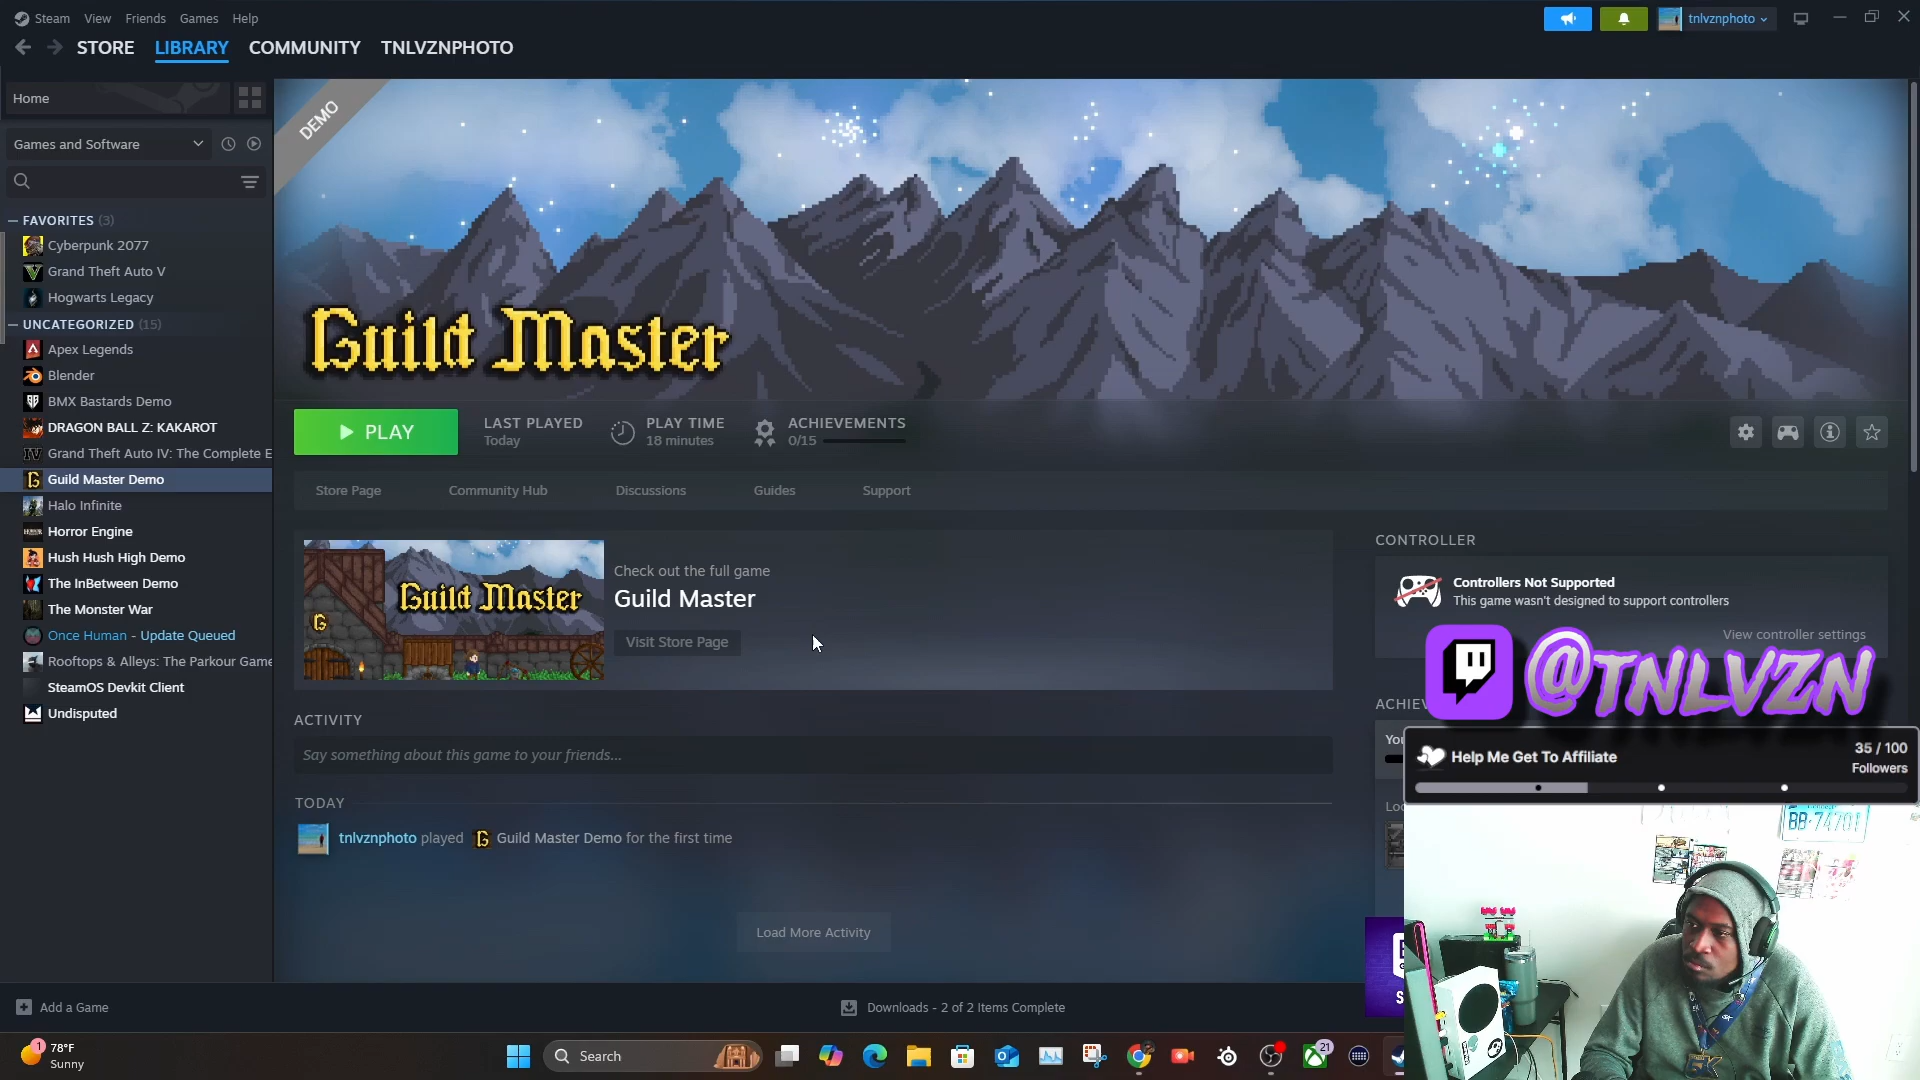 Steam View Friends Games Help
tnlvznphoto
STORE LIBRARY COMMUNITY TNLVZNPHOTO
Home
Games and Software
FAVORITES (3)
Cyberpunk 2077
Grand Theft Auto V
Hogwarts Legacy
UNCATEGORIZED (15)
Apex Legends
Blender
BMX Bastards Demo
DRAGON BALL Z: KAKAROT
Grand Theft Auto IV: The Complete E
Guild Master Demo
Halo Infinite
Horror Engine
Hush Hush High Demo
The InBetween Demo
The Monster War
Once Human - Update Queued
Rooftops & Alleys: The Parkour Game
SteamOS Devkit Client
Undisputed
DEMO
Guild Master
PLAY
LAST PLAYED
Today
PLAY TIME
18 minutes
ACHIEVEMENTS
0/15
Store Page Community Hub Discussions Guides Support
Guild Master
Check out the full game
Guild Master
Visit Store Page
CONTROLLER
Controllers Not Supported
This game wasn't designed to support controllers
View controller settings
@TNLVZN
Help Me Get To Affiliate
35 / 100
Followers
BB·74701
ACTIVITY
Say something about this game to your friends...
TODAY
tnlvznphoto played Guild Master Demo for the first time
Load More Activity
Add a Game
Downloads - 2 of 2 Items Complete
1
78°F
Sunny
Search
21